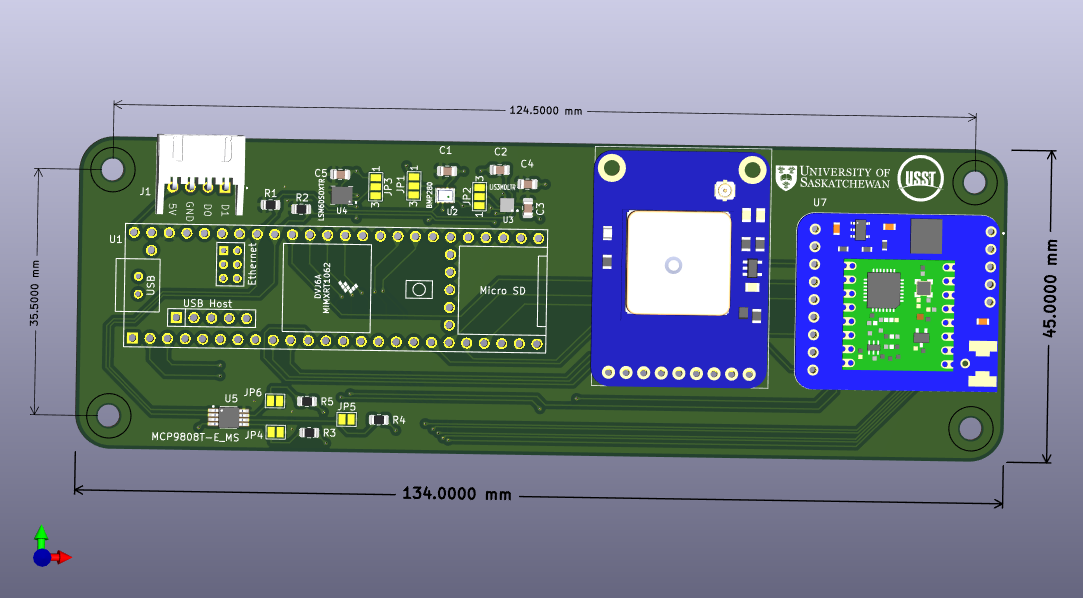 124.5000 mm
35.5000 mm
45.0000 mm
134.0000 mm
J1
5V
GND
D0
D1
R1
R2
C5
LSM6DSOXTR
U4
1
JP3
3
JP1
1
3
C1
BMP280
U2
C2
3
JP2
1
U3
C4
C3
UNIVERSITY OF
SASKATCHEWAN
USST
U7
U1
USB
Ethernet
USB Host
DVJ6A
MIMXRT1062
Micro SD
U5
MCP9808T-E_MS
JP6
R5
JP4
R3
JP5
R4